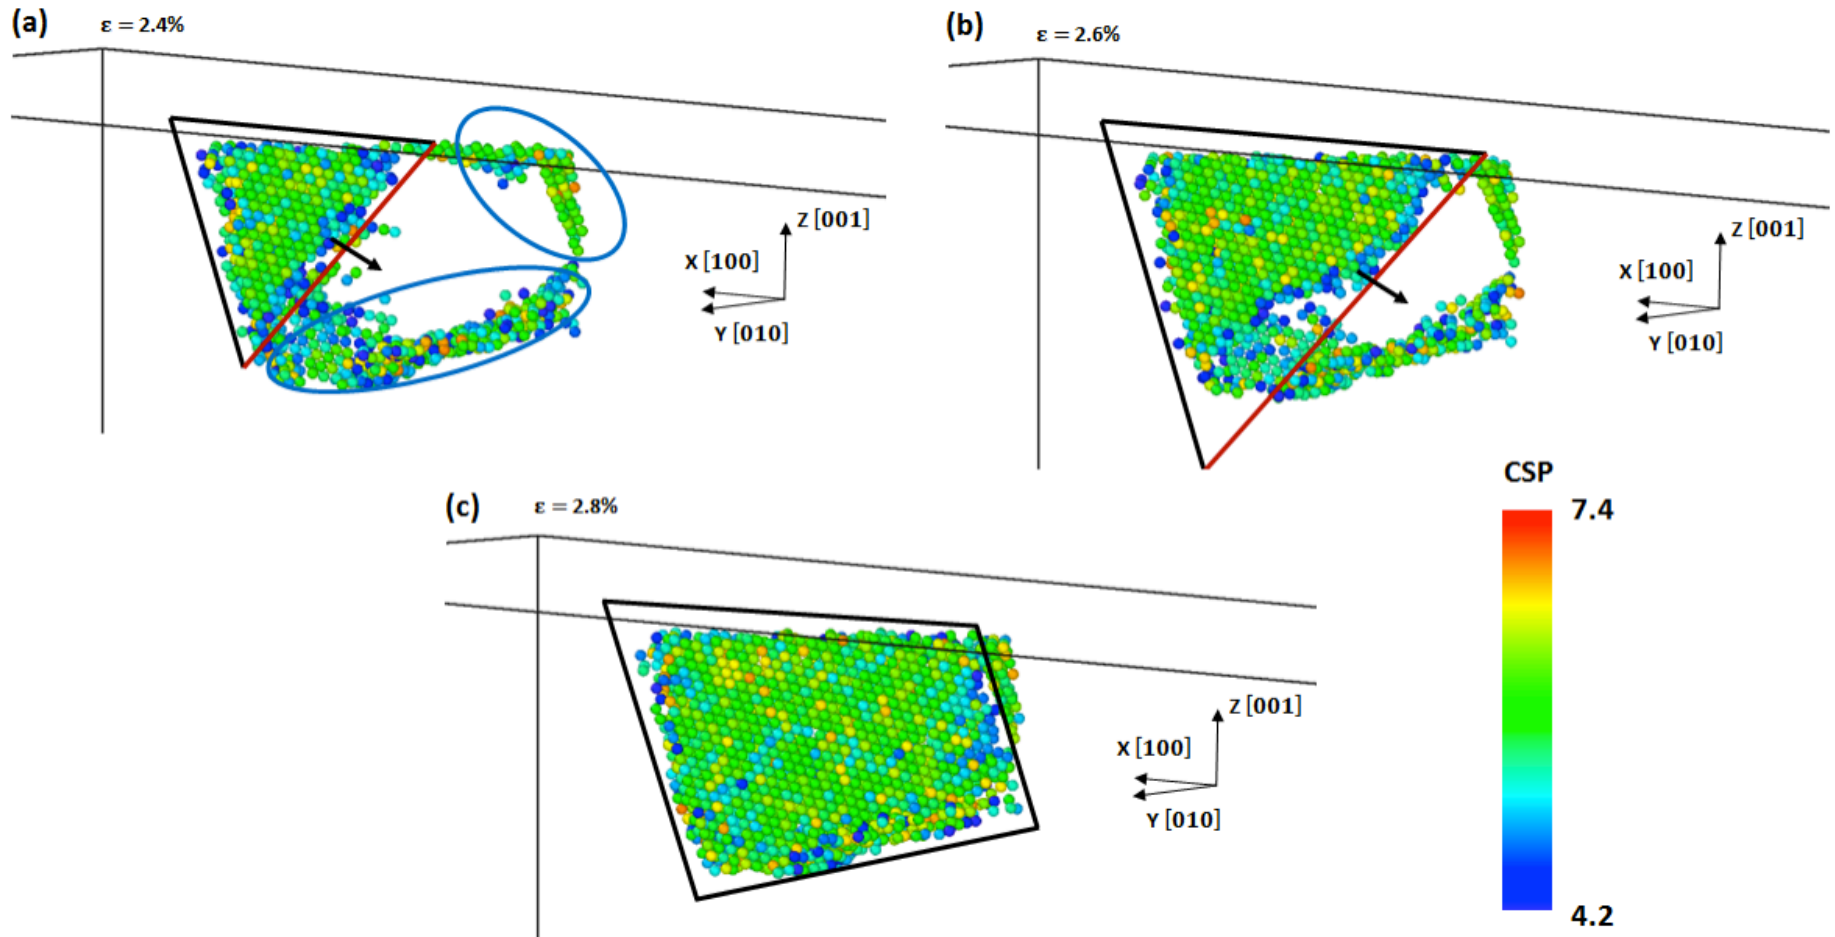 (a) ε = 2.4%
Z [001]
X [100]
Y [010]
(b) ε = 2.6%
Z [001]
X [100]
Y [010]
(c) ε = 2.8%
Z [001]
X [100]
Y [010]
CSP
7.4
4.2